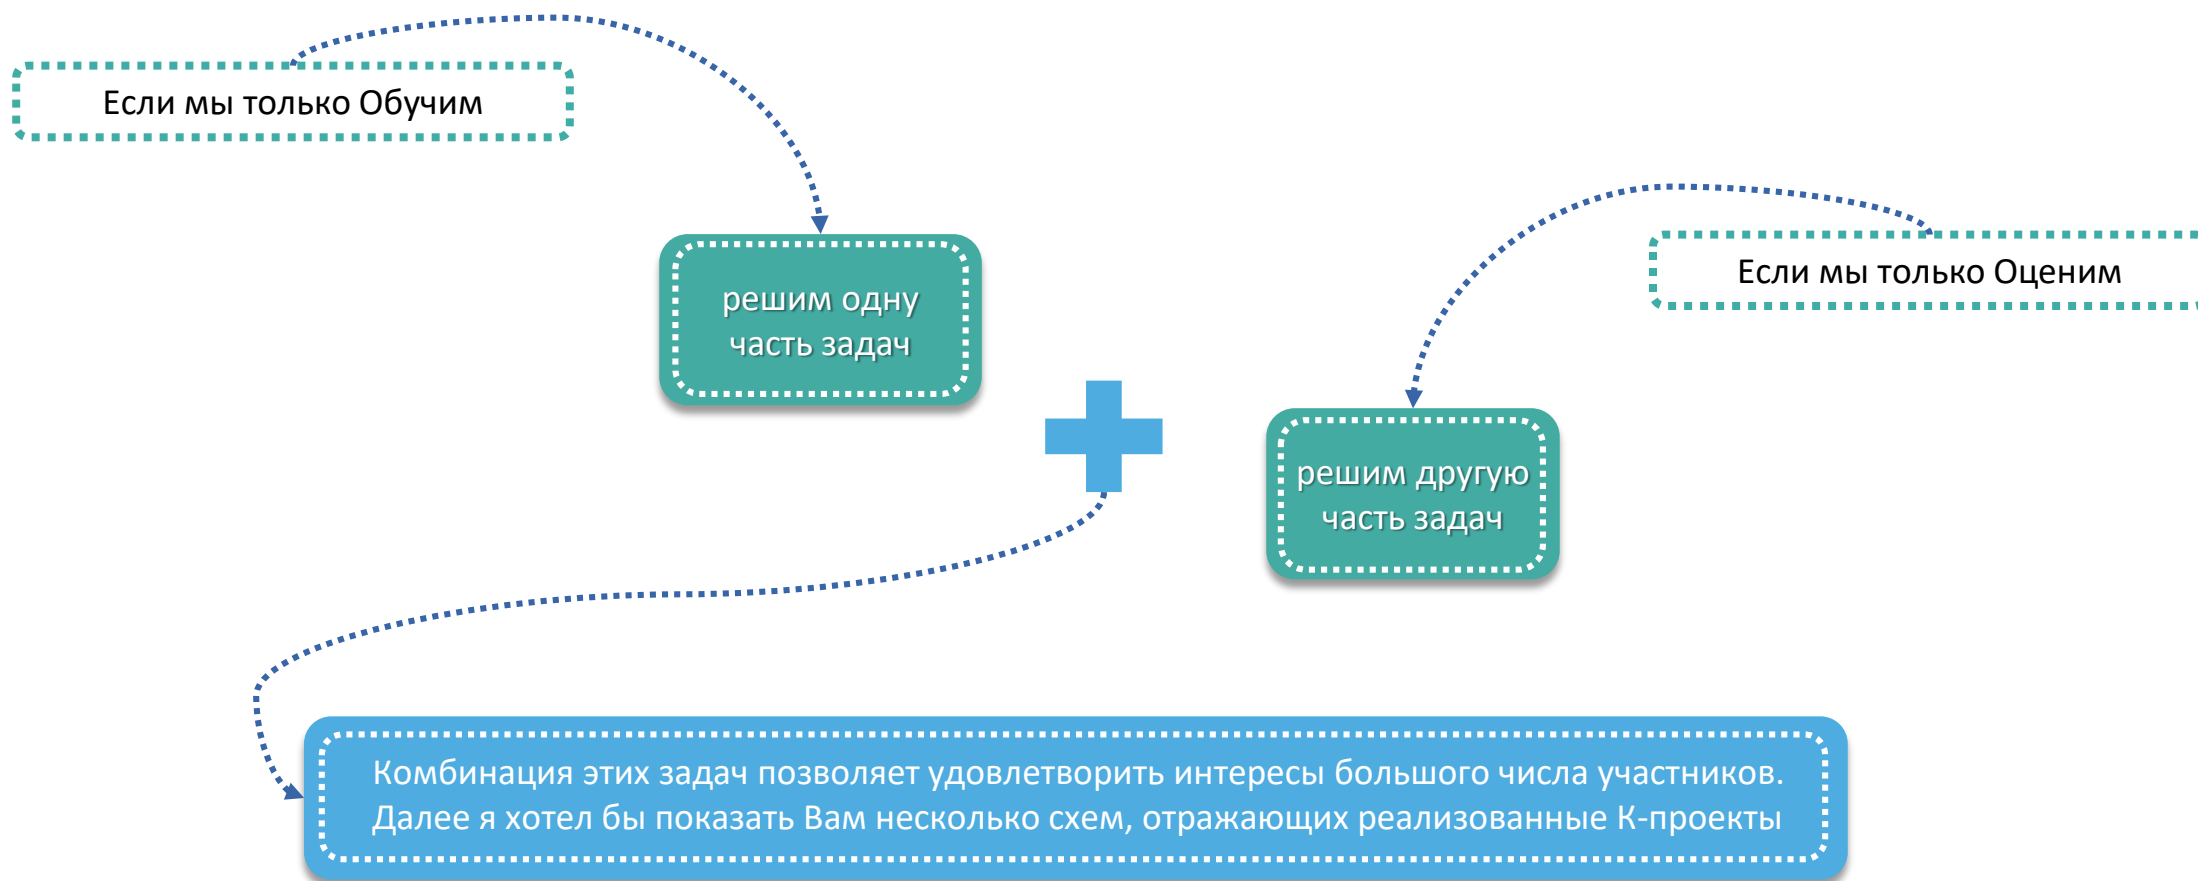 Если мы только Обучим
решим одну
часть задач
Если мы только Оценим
решим другую
часть задач
Комбинация этих задач позволяет удовлетворить интересы большого числа участников.
Далее я хотел бы показать Вам несколько схем, отражающих реализованные К-проекты